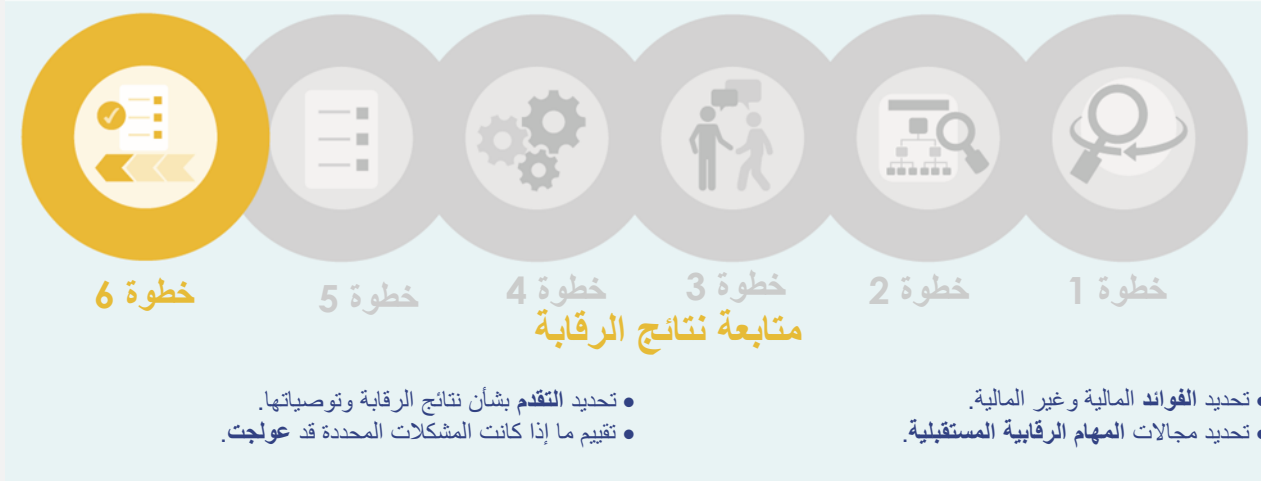 خطوة 1
خطوة 2
خطوة 3
خطوة 4
خطوة 5
خطوة 6
متابعة نتائج الرقابة
• تحديد الفوائد المالية وغير المالية.
• تحديد مجالات المهام الرقابية المستقبلية.
• تحديد التقدم بشأن نتائج الرقابة وتوصياتها.
• تقييم ما إذا كانت المشكلات المحددة قد عولجت.